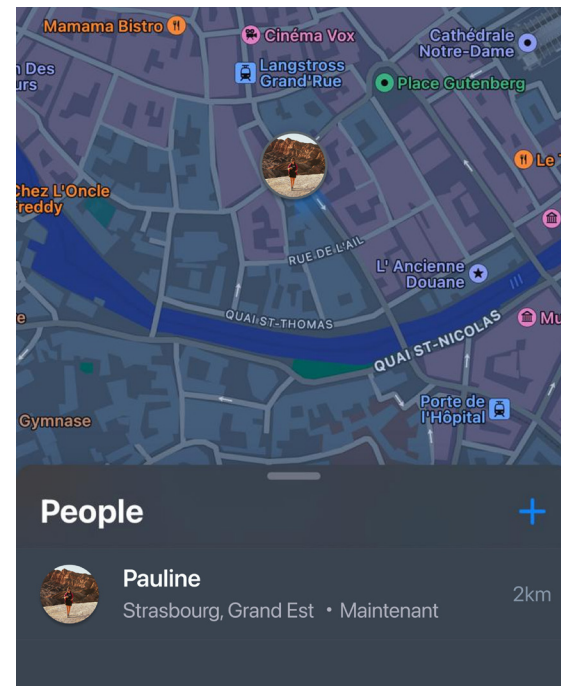 Mamama Bistro
Cinéma Vox
Cathédrale
Notre-Dame
Langstross
Grand'Rue
Place Gutenberg
Chez L'Oncle
Freddy
RUE DE L'AIL
L' Ancienne
Douane
QUAI ST-THOMAS
QUAI ST-NICOLAS
Porte de
l'Hôpital
Gymnase
People
Pauline
2km
Strasbourg, Grand Est • Maintenant